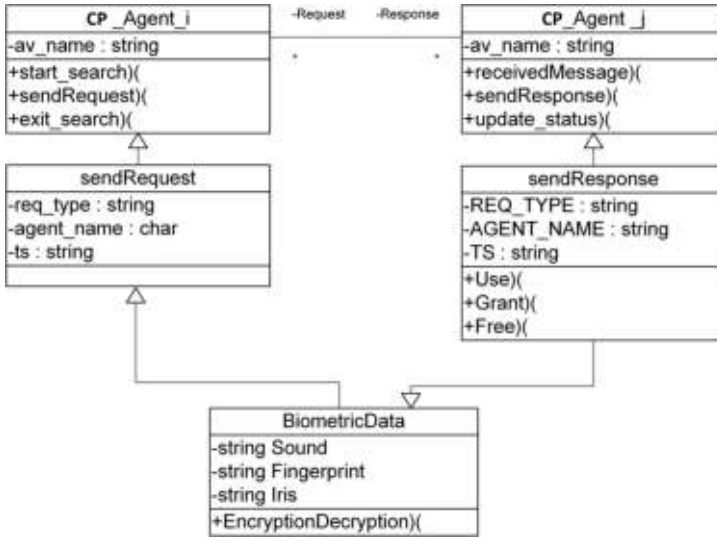 CP _Agent_i
-av_name : string
+start_search)(
+sendRequest)(
+exit_search)(
-Request
-Response
*
*
CP _Agent _j
-av_name : string
+receivedMessage)(
+sendResponse)(
+update_status)(
sendRequest
-req_type : string
-agent_name : char
-ts : string
sendResponse
-REQ_TYPE : string
-AGENT_NAME : string
-TS : string
+Use)(
+Grant)(
+Free)(
BiometricData
-string Sound
-string Fingerprint
-string Iris
+EncryptionDecryption)(